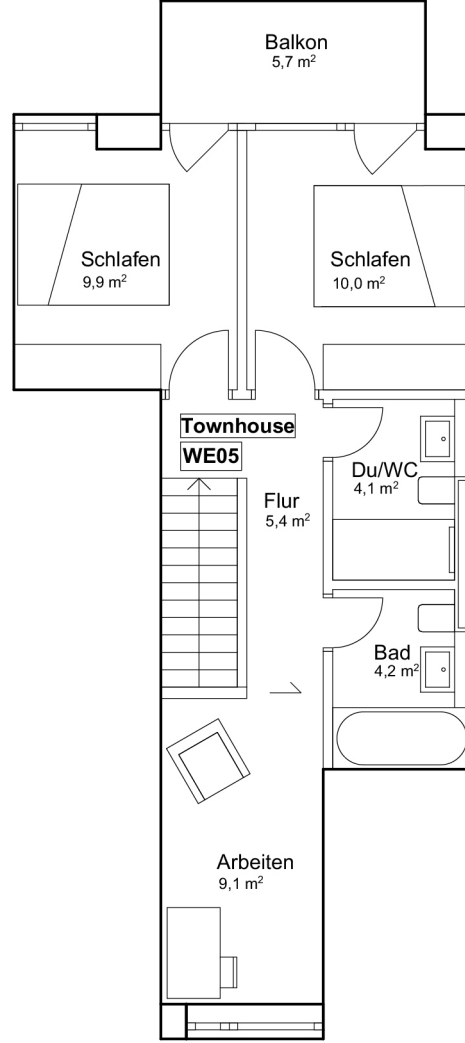 Balkon
5,7 m²
Schlafen
9,9 m²
Schlafen
10,0 m²
Townhouse
WE05
Du/WC
4,1 m²
Flur
5,4 m²
Bad
4,2 m²
Arbeiten
9,1 m²